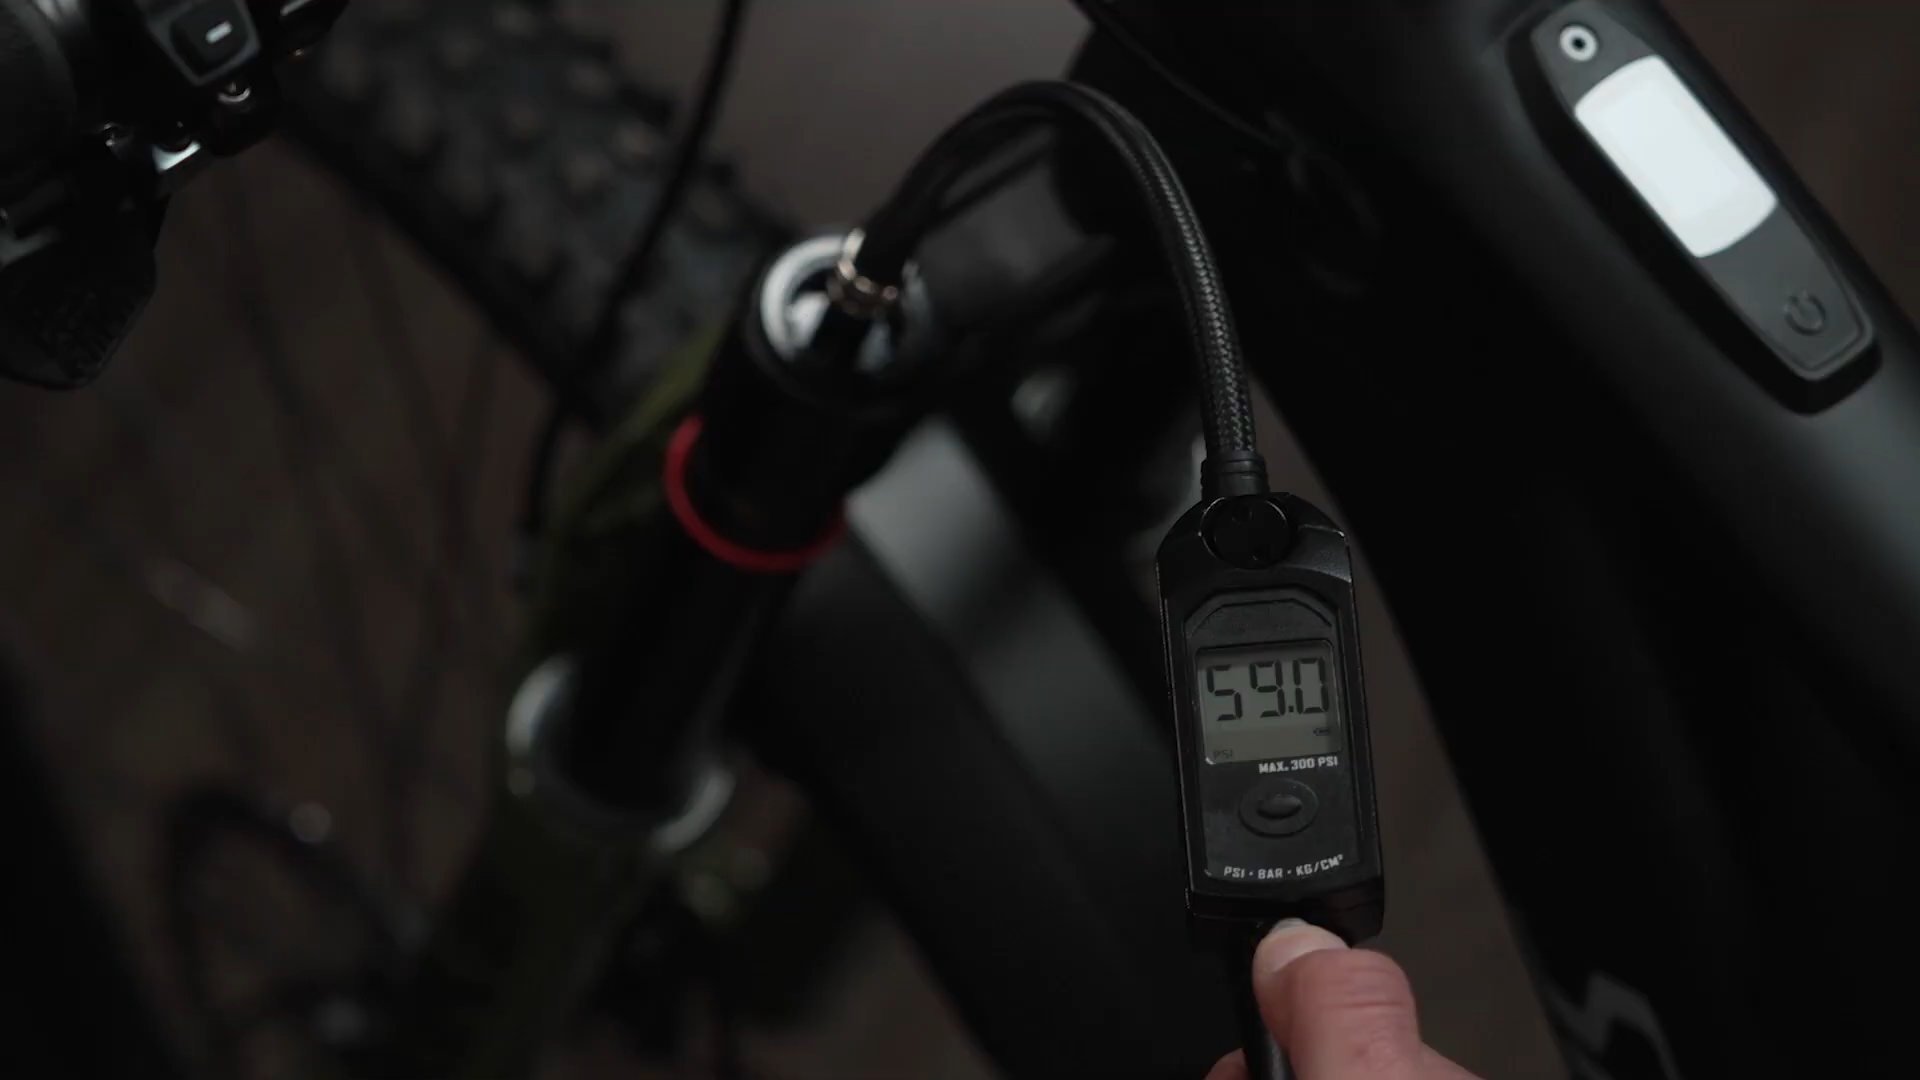 59.0
PSI
MAX. 300 PSI
PSI • BAR • KG/CM²